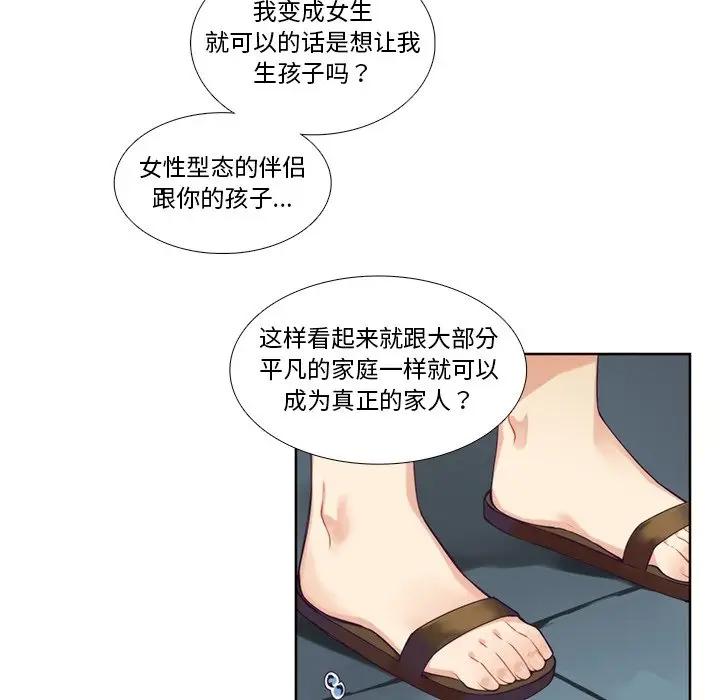 我变成女生
就可以的话是想让我
生孩子吗？
女性型态的伴侣
跟你的孩子...
这样看起来就跟大部分
平凡的家庭一样就可以
成为真正的家人？